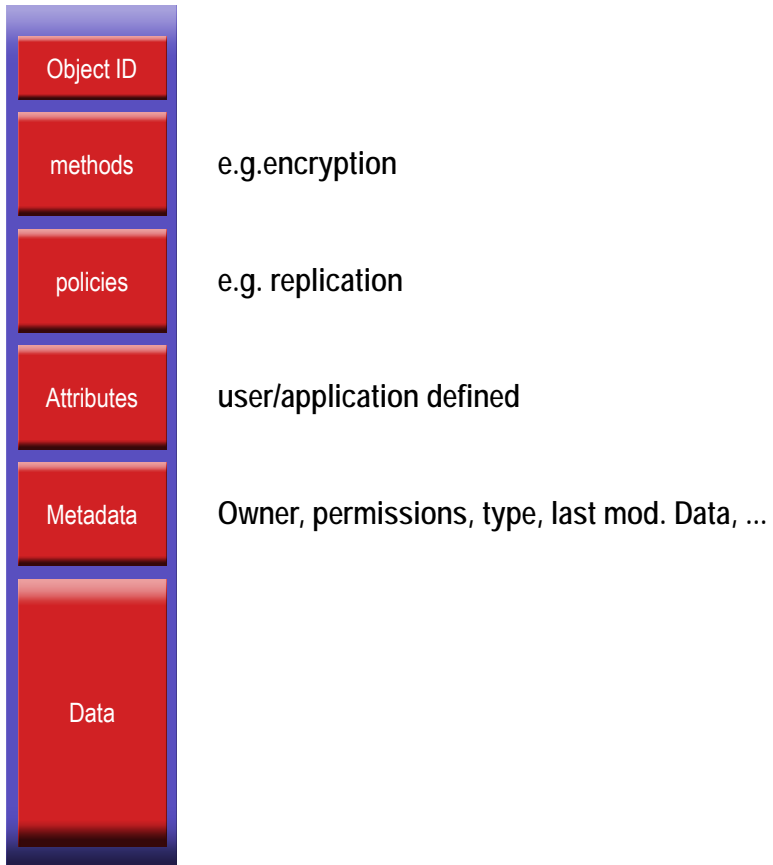 Object ID
methods
e.g.encryption
policies
e.g. replication
Attributes
user/application defined
Metadata
Owner, permissions, type, last mod. Data, ...
Data